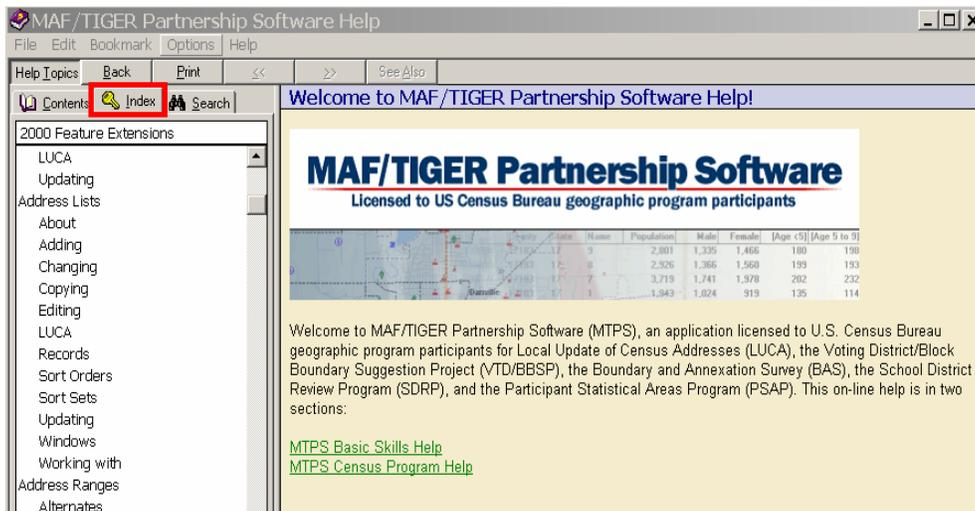 MAF/TIGER Partnership Software Help
File Edit Bookmark Options Help
Help Topics Back Print << >> See Also
Contents Index Search
2000 Feature Extensions
LUCA
Updating
Address Lists
About
Adding
Changing
Copying
Editing
LUCA
Records
Sort Orders
Sort Sets
Updating
Windows
Working with
Address Ranges
Alternates
Welcome to MAF/TIGER Partnership Software Help!
MAF/TIGER Partnership Software
Licensed to US Census Bureau geographic program participants
State Name Population Male Female [Age <5] [Age 5 to 9]
17 9 2,801 1,335 1,466 180 198
17 8 2,926 1,366 1,560 199 193
3,719 1,741 1,978 202 232
Danville 17 1 1,943 1,024 919 135 114
Welcome to MAF/TIGER Partnership Software (MTPS), an application licensed to U.S. Census Bureau
geographic program participants for Local Update of Census Addresses (LUCA), the Voting District/Block
Boundary Suggestion Project (VTD/BBSP), the Boundary and Annexation Survey (BAS), the School District
Review Program (SDRP), and the Participant Statistical Areas Program (PSAP). This on-line help is in two
sections:
MTPS Basic Skills Help
MTPS Census Program Help